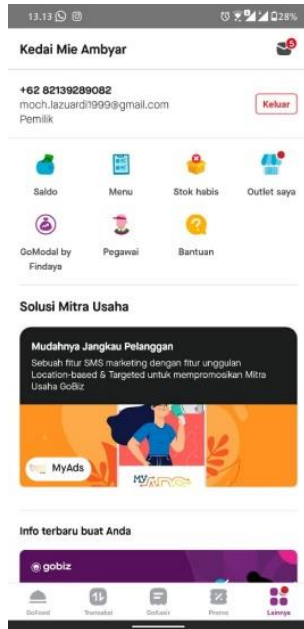 13.13
28%
Kedai Mie Ambyar
5
+62 82139289082
moch.lazuardi1999@gmail.com
Pemilik
Keluar
Saldo
Menu
Stok habis
Outlet saya
GoModal by
Findaya
Pegawai
Bantuan
Solusi Mitra Usaha
Mudahnya Jangkau Pelanggan
Sebuah fitur SMS marketing dengan fitur unggulan
Location-based & Targeted untuk mempromosikan Mitra
Usaha GoBiz
MyAds
Info terbaru buat Anda
gobiz
GoFood
Transaksi
GoKasir
Promo
Lainnya